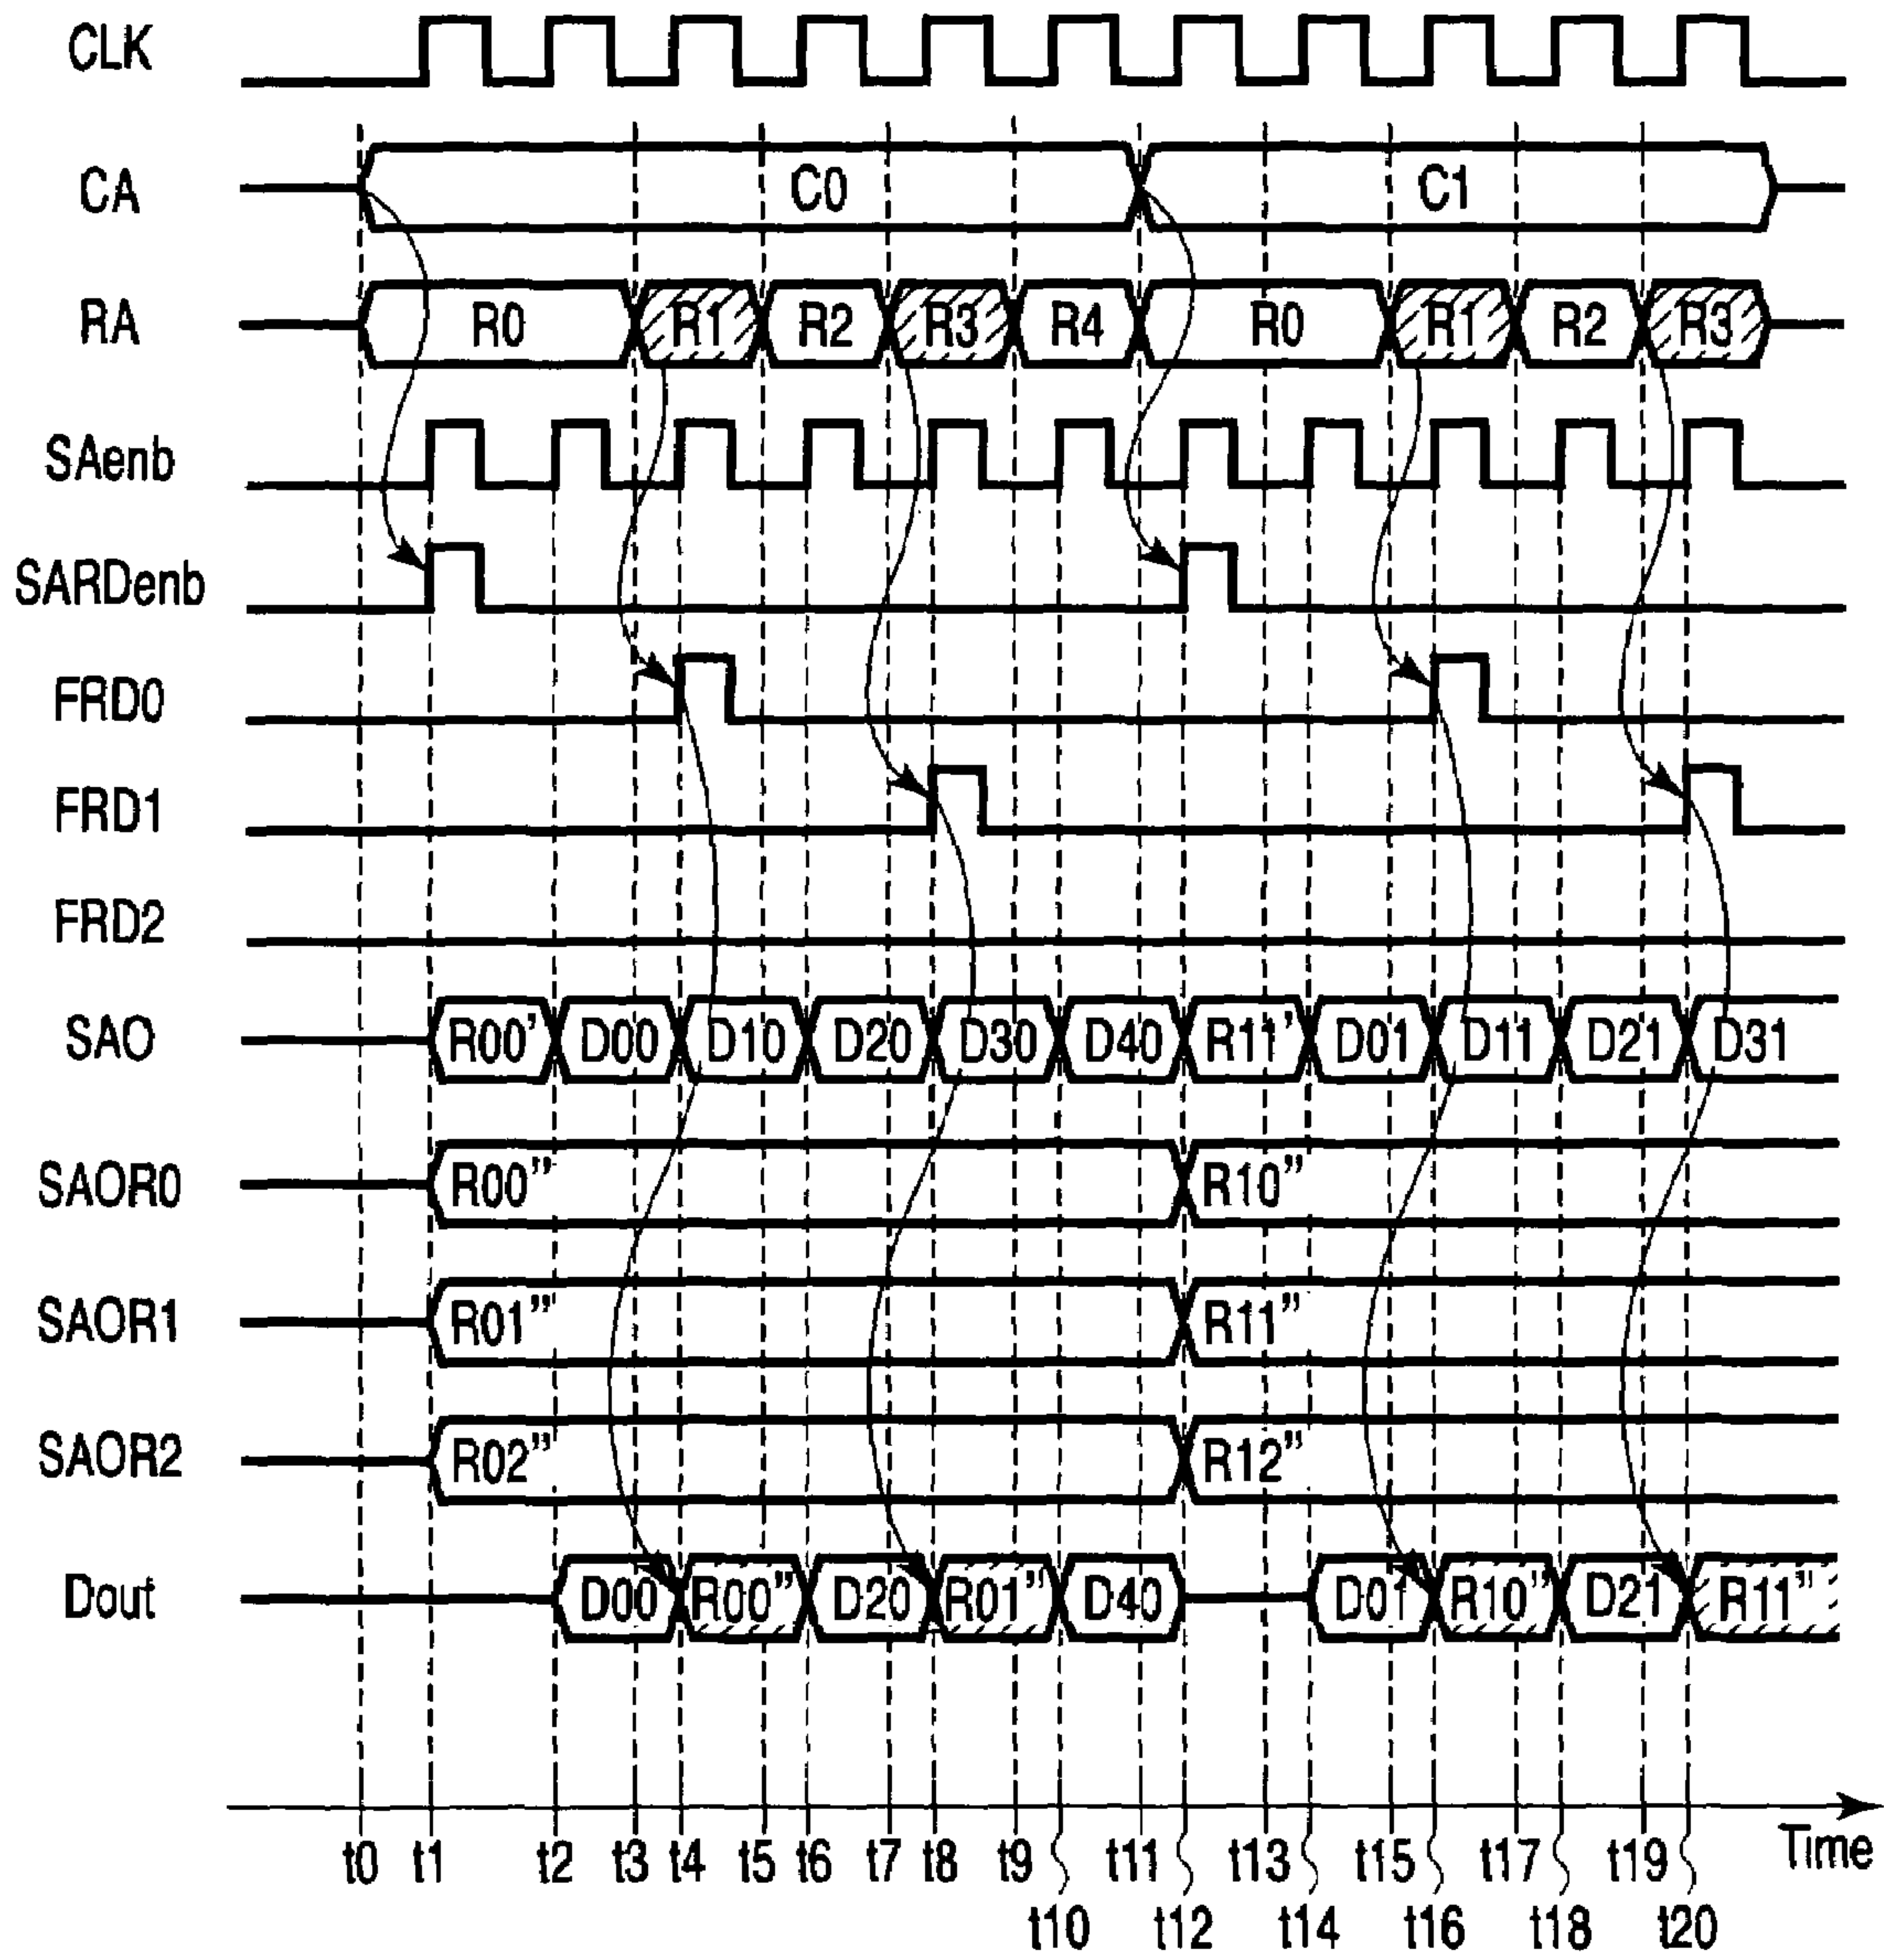 CLK
CA C0 C1
RA R0 R1 R2 R3 R4 R0 R1 R2 R3
SAenb
SARDenb
FRD0
FRD1
FRD2
SAO R00' D00 D10 D20 D30 D40 R11' D01 D11 D21 D31
SAOR0 R00" R10"
SAOR1 R01" R11"
SAOR2 R02" R12"
Dout D00 R00" D20 R01" D40 D01 R10" D21 R11"
t0 t1 t2 t3 t4 t5 t6 t7 t8 t9 t11 t13 t15 t17 t19 Time
t10 t12 t14 t16 t18 t20